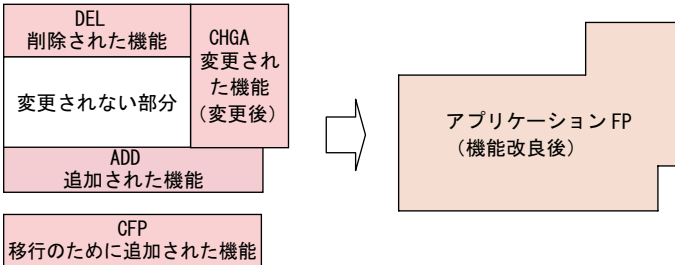 DEL
削除された機能
変更されない部分
CHGA
変更され
た機能
(変更後)
ADD
追加された機能
CFP
移行のために追加された機能
アプリケーションFP
(機能改良後)